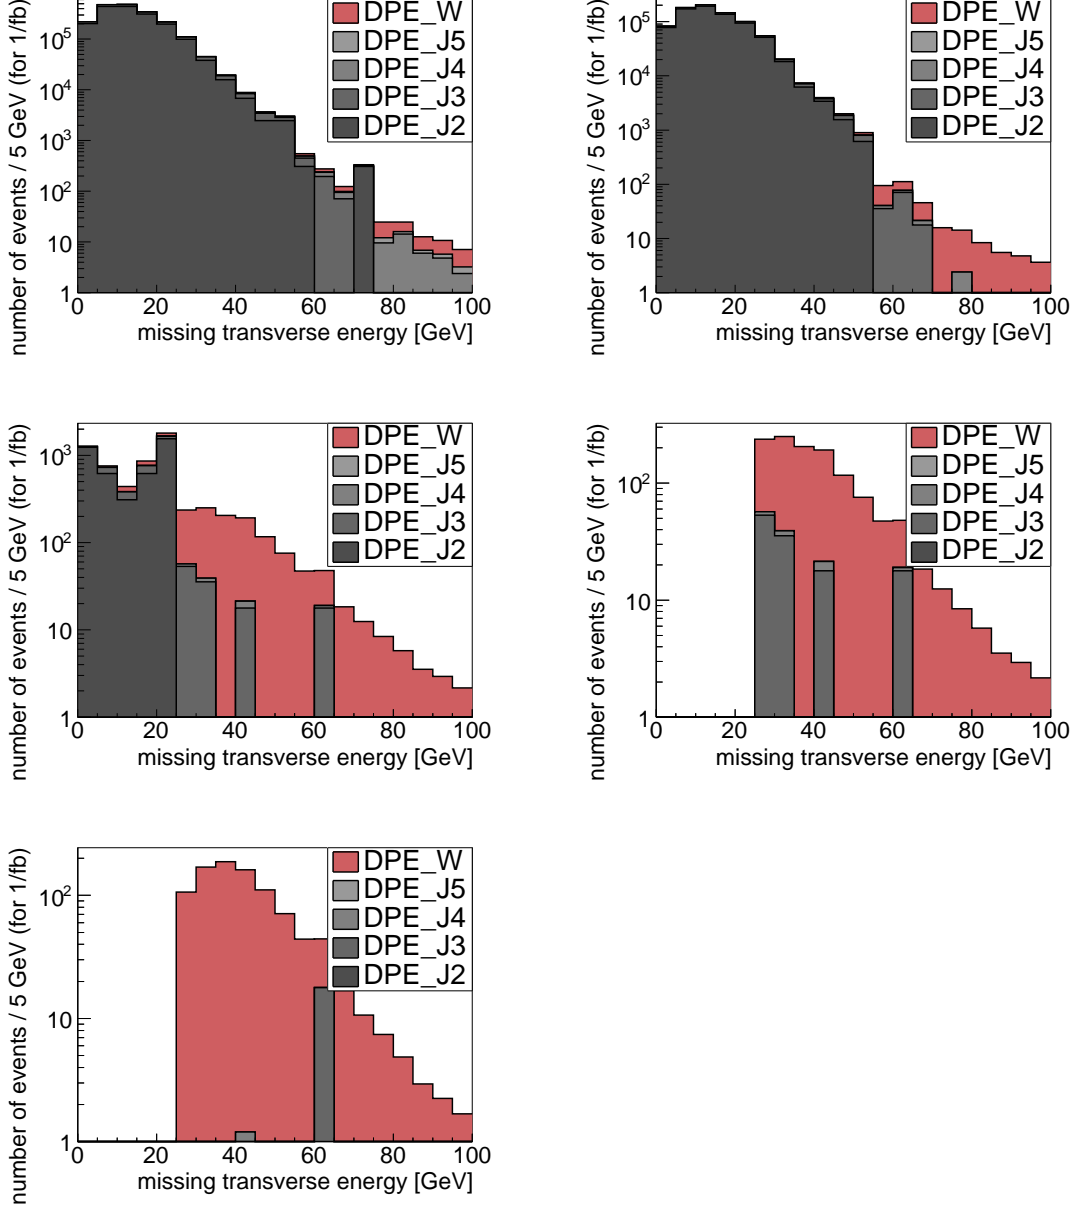 number of events / 5 GeV (for 1/fb)
10⁵
10⁴
10³
10²
10
1
0 20 40 60 80 100
missing transverse energy [GeV]
DPE_W
DPE_J5
DPE_J4
DPE_J3
DPE_J2
number of events / 5 GeV (for 1/fb)
10⁵
10⁴
10³
10²
10
1
0 20 40 60 80 100
missing transverse energy [GeV]
DPE_W
DPE_J5
DPE_J4
DPE_J3
DPE_J2
number of events / 5 GeV (for 1/fb)
10³
10²
10
1
0 20 40 60 80 100
missing transverse energy [GeV]
DPE_W
DPE_J5
DPE_J4
DPE_J3
DPE_J2
number of events / 5 GeV (for 1/fb)
10²
10
1
0 20 40 60 80 100
missing transverse energy [GeV]
DPE_W
DPE_J5
DPE_J4
DPE_J3
DPE_J2
number of events / 5 GeV (for 1/fb)
10²
10
1
0 20 40 60 80 100
missing transverse energy [GeV]
DPE_W
DPE_J5
DPE_J4
DPE_J3
DPE_J2